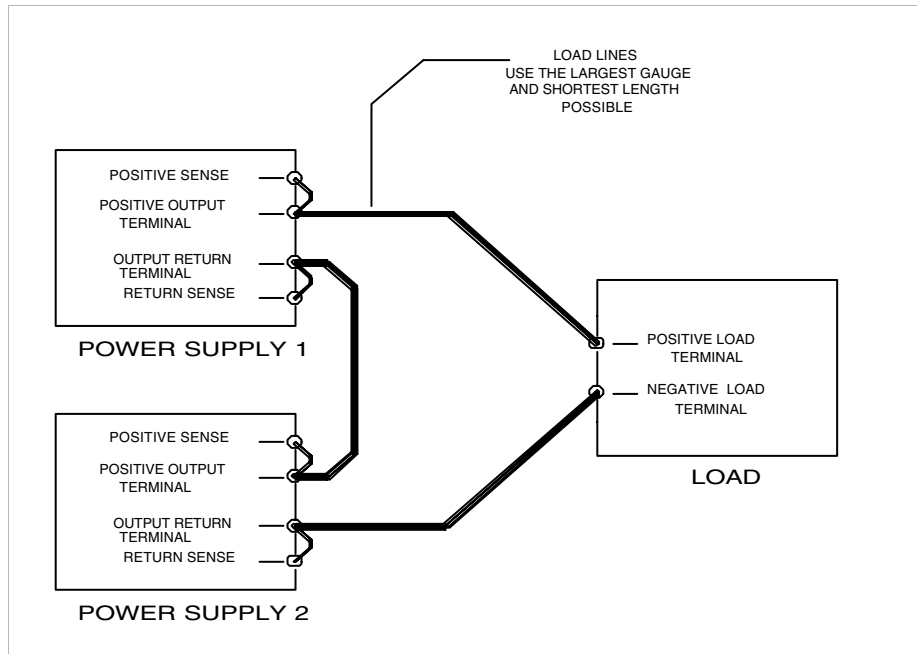 LOAD LINES
USE THE LARGEST GAUGE
AND SHORTEST LENGTH
POSSIBLE
POSITIVE SENSE
POSITIVE OUTPUT
TERMINAL
OUTPUT RETURN
TERMINAL
RETURN SENSE
POWER SUPPLY 1
POSITIVE LOAD
TERMINAL
NEGATIVE LOAD
TERMINAL
LOAD
POSITIVE SENSE
POSITIVE OUTPUT
TERMINAL
OUTPUT RETURN
TERMINAL
RETURN SENSE
POWER SUPPLY 2